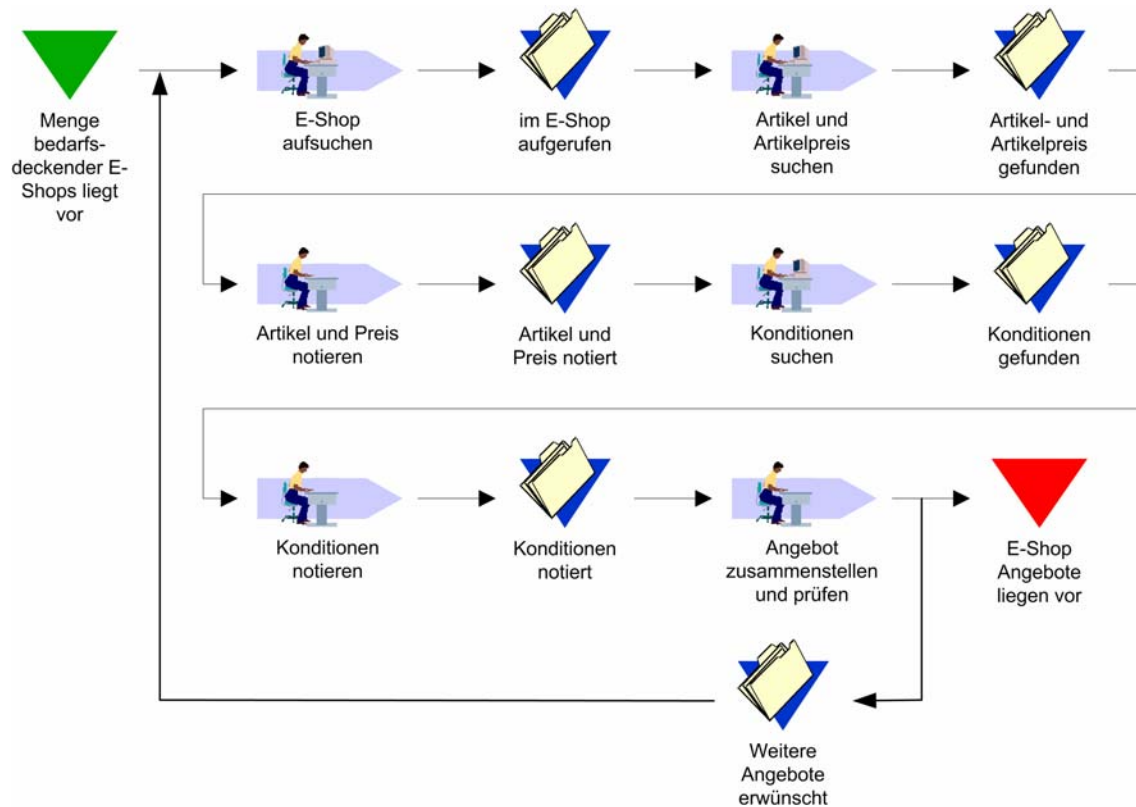 Menge
bedarfs-
deckender E-
Shops liegt
vor
E-Shop
aufsuchen
im E-Shop
aufgerufen
Artikel und
Artikelpreis
suchen
Artikel- und
Artikelpreis
gefunden
Artikel und Preis
notieren
Artikel und
Preis notiert
Konditionen
suchen
Konditionen
gefunden
Konditionen
notieren
Konditionen
notiert
Angebot
zusammenstellen
und prüfen
E-Shop
Angebote
liegen vor
Weitere
Angebote
erwünscht